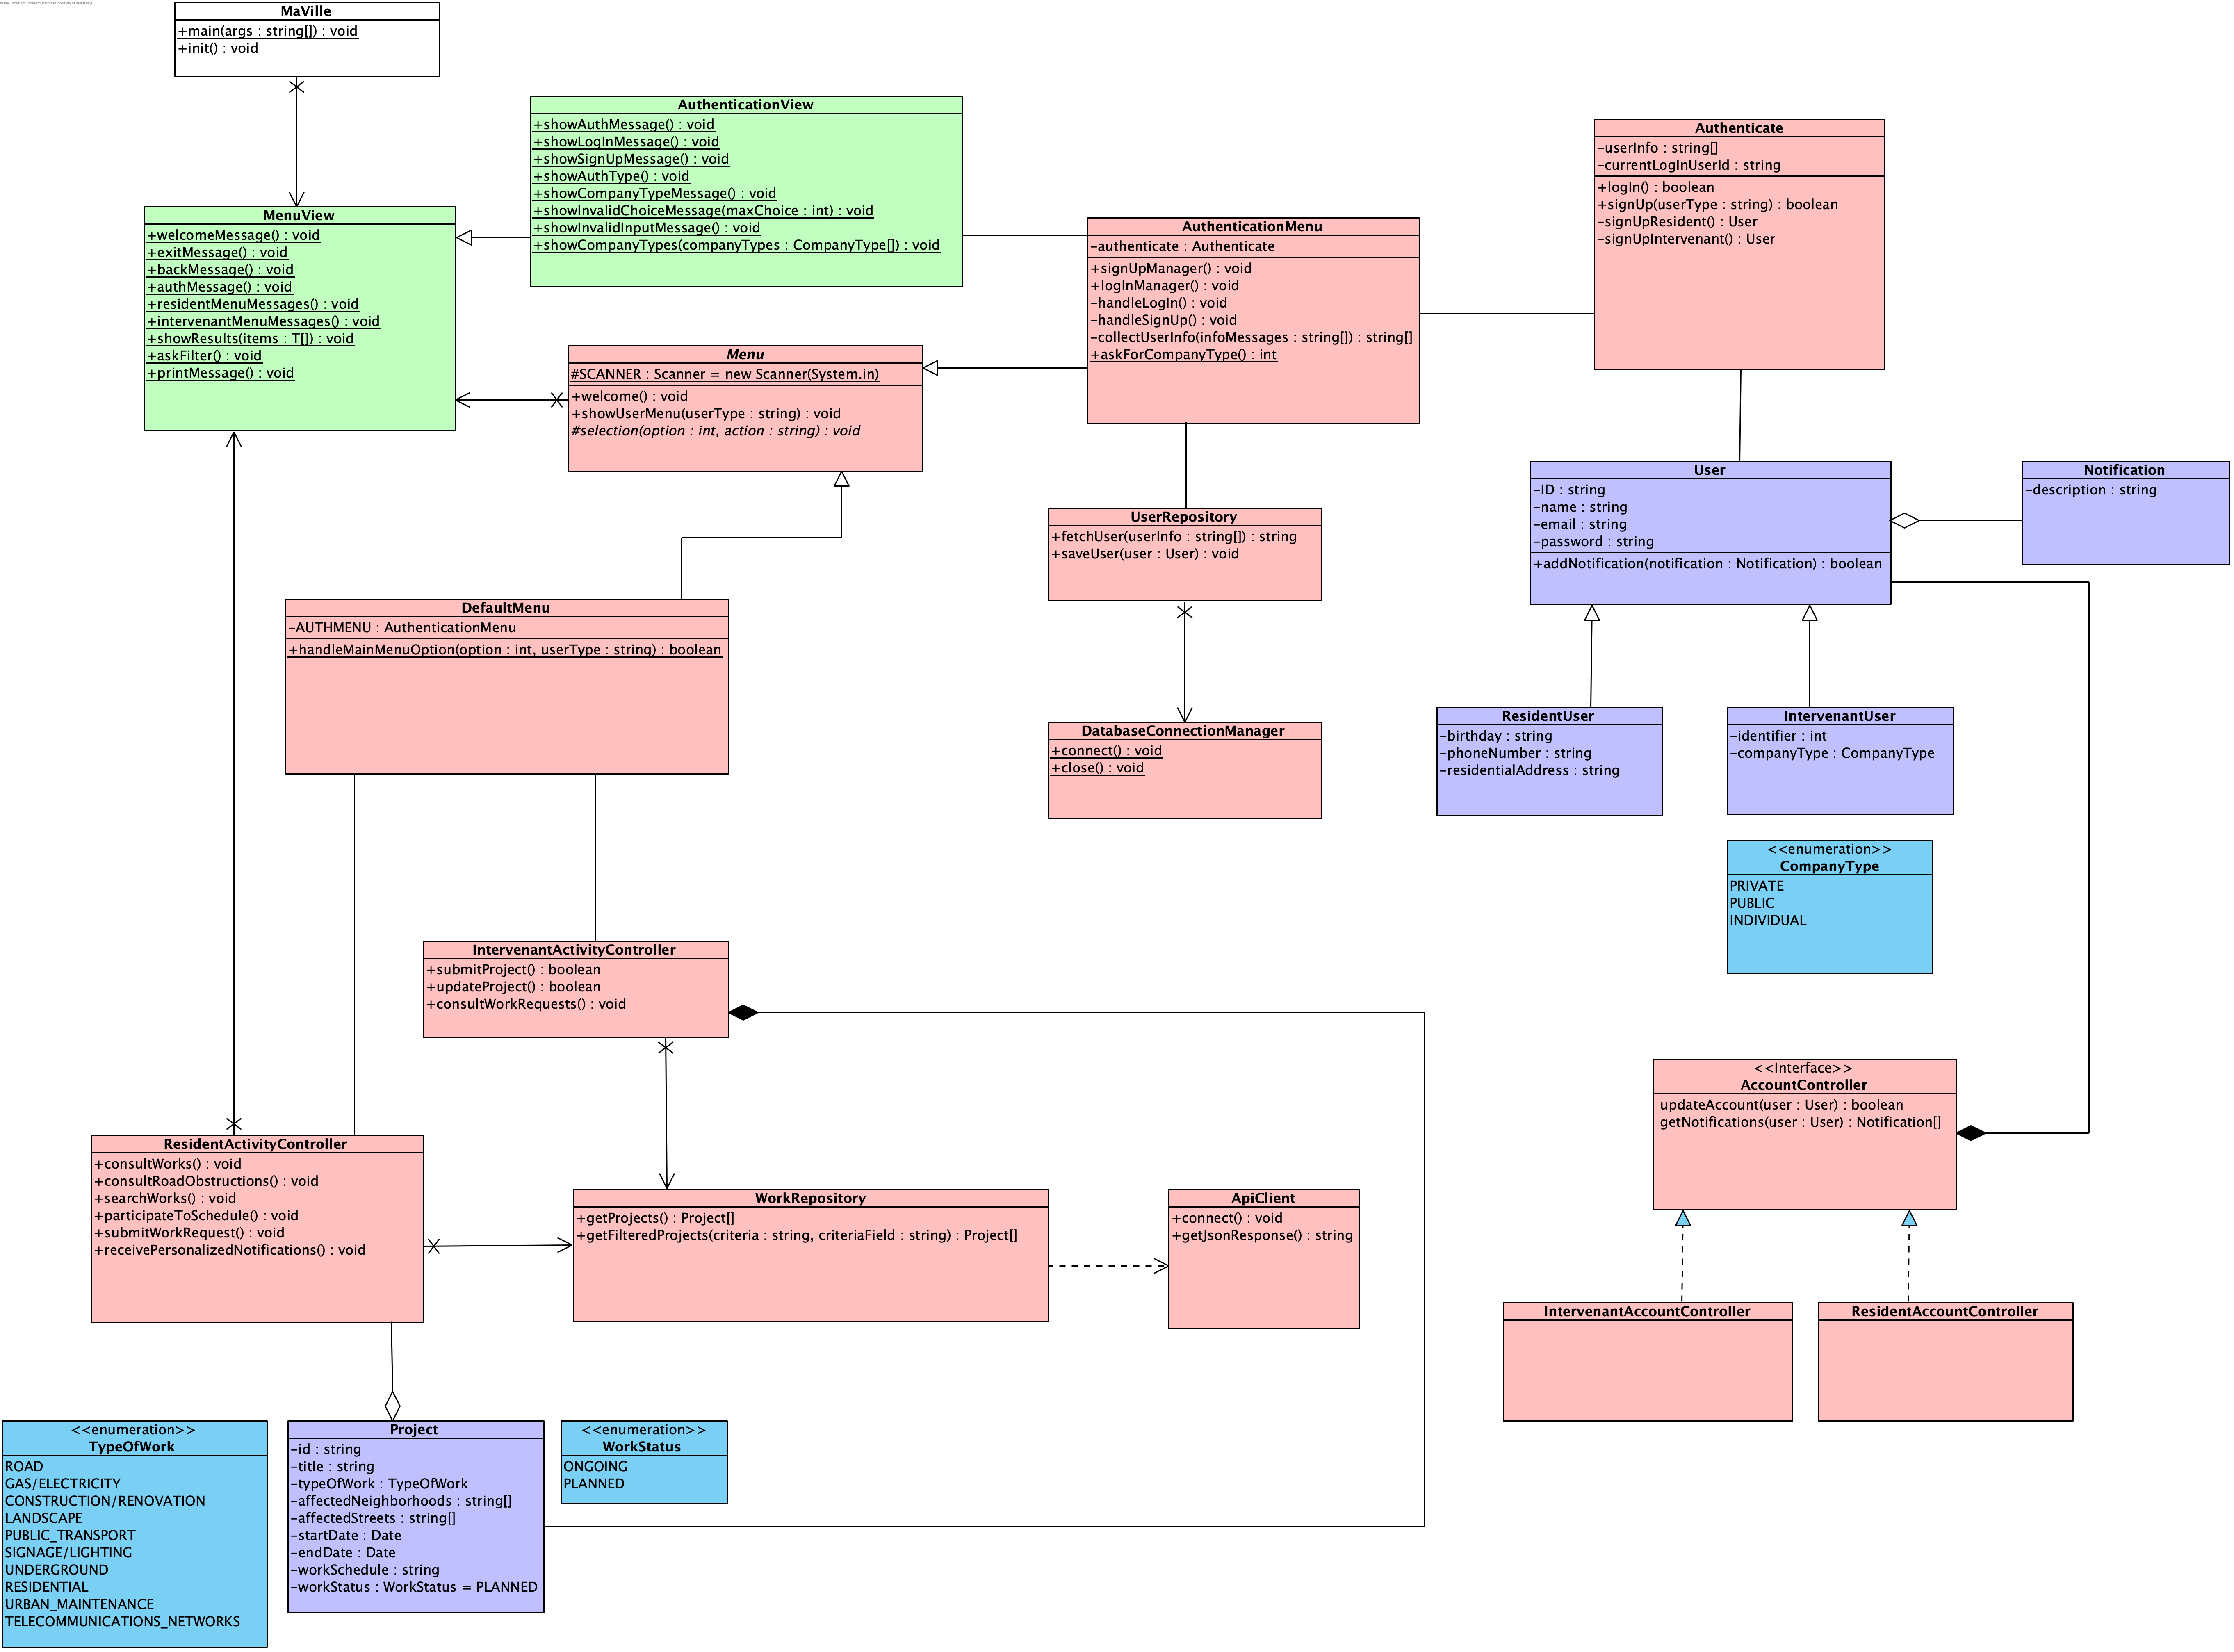 Visual Paradigm Standard(Mathias(University of Montreal))
MaVille
+main(args : string[]) : void
+init() : void
AuthenticationView
+showAuthMessage() : void
+showLogInMessage() : void
+showSignUpMessage() : void
+showAuthType() : void
+showCompanyTypeMessage() : void
+showInvalidChoiceMessage(maxChoice : int) : void
+showInvalidInputMessage() : void
+showCompanyTypes(companyTypes : CompanyType[]) : void
Authenticate
-userInfo : string[]
-currentLogInUserId : string
+logIn() : boolean
+signUp(userType : string) : boolean
-signUpResident() : User
-signUpIntervenant() : User
MenuView
+welcomeMessage() : void
+exitMessage() : void
+backMessage() : void
+authMessage() : void
+residentMenuMessages() : void
+intervenantMenuMessages() : void
+showResults(items : T[]) : void
+askFilter() : void
+printMessage() : void
AuthenticationMenu
-authenticate : Authenticate
+signUpManager() : void
+logInManager() : void
-handleLogIn() : void
-handleSignUp() : void
-collectUserInfo(infoMessages : string[]) : string[]
+askForCompanyType() : int
Menu
#SCANNER : Scanner = new Scanner(System.in)
+welcome() : void
+showUserMenu(userType : string) : void
#selection(option : int, action : string) : void
User
-ID : string
-name : string
-email : string
-password : string
+addNotification(notification : Notification) : boolean
Notification
-description : string
UserRepository
+fetchUser(userInfo : string[]) : string
+saveUser(user : User) : void
DefaultMenu
-AUTHMENU : AuthenticationMenu
+handleMainMenuOption(option : int, userType : string) : boolean
DatabaseConnectionManager
+connect() : void
+close() : void
ResidentUser
-birthday : string
-phoneNumber : string
-residentialAddress : string
IntervenantUser
-identifier : int
-companyType : CompanyType
<<enumeration>>
CompanyType
PRIVATE
PUBLIC
INDIVIDUAL
IntervenantActivityController
+submitProject() : boolean
+updateProject() : boolean
+consultWorkRequests() : void
<<Interface>>
AccountController
updateAccount(user : User) : boolean
getNotifications(user : User) : Notification[]
ResidentActivityController
+consultWorks() : void
+consultRoadObstructions() : void
+searchWorks() : void
+participateToSchedule() : void
+submitWorkRequest() : void
+receivePersonalizedNotifications() : void
WorkRepository
+getProjects() : Project[]
+getFilteredProjects(criteria : string, criteriaField : string) : Project[]
ApiClient
+connect() : void
+getJsonResponse() : string
IntervenantAccountController
ResidentAccountController
<<enumeration>>
TypeOfWork
ROAD
GAS/ELECTRICITY
CONSTRUCTION/RENOVATION
LANDSCAPE
PUBLIC_TRANSPORT
SIGNAGE/LIGHTING
UNDERGROUND
RESIDENTIAL
URBAN_MAINTENANCE
TELECOMMUNICATIONS_NETWORKS
Project
-id : string
-title : string
-typeOfWork : TypeOfWork
-affectedNeighborhoods : string[]
-affectedStreets : string[]
-startDate : Date
-endDate : Date
-workSchedule : string
-workStatus : WorkStatus = PLANNED
<<enumeration>>
WorkStatus
ONGOING
PLANNED